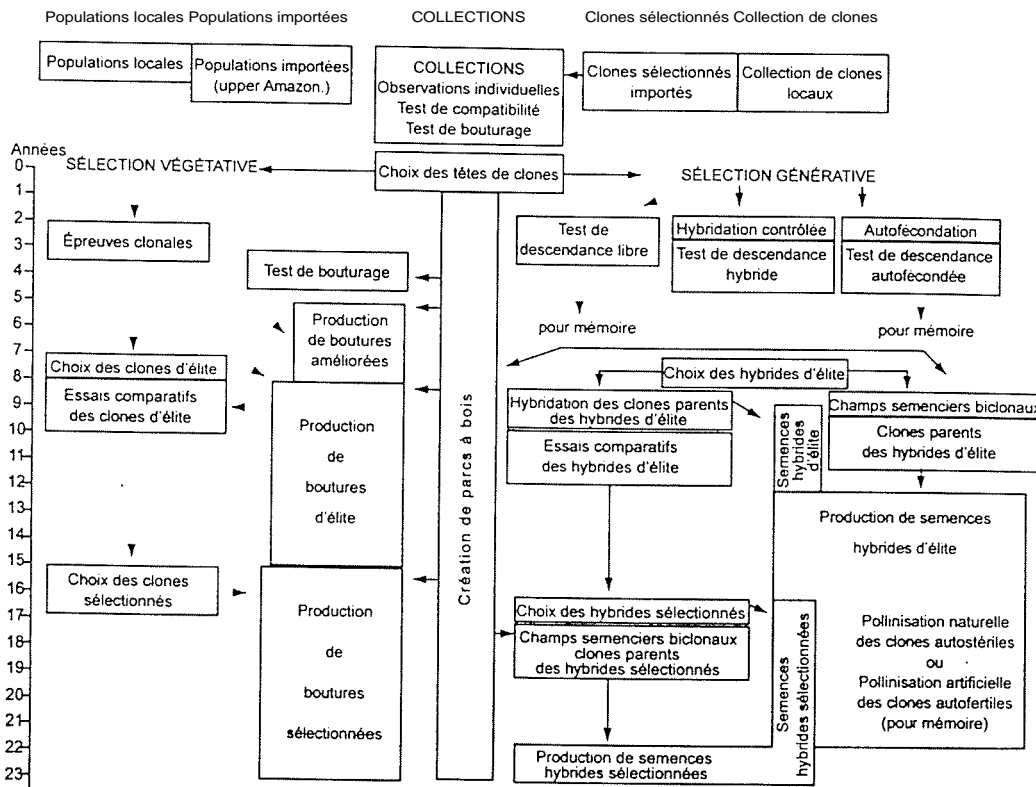 Populations locales Populations importées
COLLECTIONS
Clones sélectionnés Collection de clones
Populations locales
Populations importées
(upper Amazon.)
COLLECTIONS
Observations individuelles
Test de compatibilité
Test de bouturage
Clones sélectionnés
importés
Collection de clones
locaux
Années
0
1
2
3
4
5
6
7
8
9
10
11
12
13
14
15
16
17
18
19
20
21
22
23
SÉLECTION VÉGÉTATIVE
Choix des têtes de clones
SÉLECTION GÉNÉRATIVE
Épreuves clonales
Test de bouturage
Production
de boutures
améliorées
Choix des clones d'élite
Essais comparatifs
des clones d'élite
Production
de
boutures
d'élite
Choix des clones
sélectionnés
Production
de
boutures
sélectionnées
Création de parcs à bois
Test de
descendance libre
Hybridation contrôlée
Test de descendance
hybride
Autofécondation
Test de descendance
autofécondée
pour mémoire
pour mémoire
Choix des hybrides d'élite
Hybridation des clones parents
des hybrides d'élite
Essais comparatifs
des hybrides d'élite
Semences
hybrides
d'élite
Champs semenciers biclonaux
Clones parents
des hybrides d'élite
Production de semences
hybrides d'élite
Choix des hybrides sélectionnés
Champs semenciers biclonaux
clones parents
des hybrides sélectionnés
Semences
hybrides sélectionnées
Pollinisation naturelle
des clones autostériles
ou
Pollinisation artificielle
des clones autofertiles
(pour mémoire)
Production de semences
hybrides sélectionnées